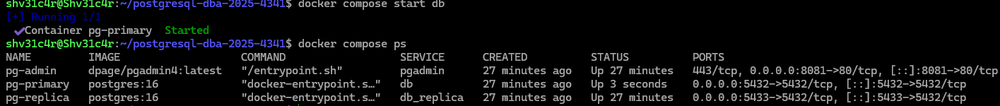 shv31c4r@Shv31c4r:~/postgresql-dba-2025-4341$ docker compose start db
[+] Running 1/1
✔Container pg-primary  Started
shv31c4r@Shv31c4r:~/postgresql-dba-2025-4341$ docker compose ps
NAME         IMAGE                   COMMAND                  SERVICE      CREATED          STATUS          PORTS
pg-admin     dpage/pgadmin4:latest   "/entrypoint.sh"         pgadmin      27 minutes ago   Up 27 minutes   443/tcp, 0.0.0.0:8081->80/tcp, [::]:8081->80/tcp
pg-primary   postgres:16             "docker-entrypoint.s…"   db           27 minutes ago   Up 3 seconds    0.0.0.0:5432->5432/tcp, [::]:5432->5432/tcp
pg-replica   postgres:16             "docker-entrypoint.s…"   db_replica   27 minutes ago   Up 27 minutes   0.0.0.0:5433->5432/tcp, [::]:5433->5432/tcp